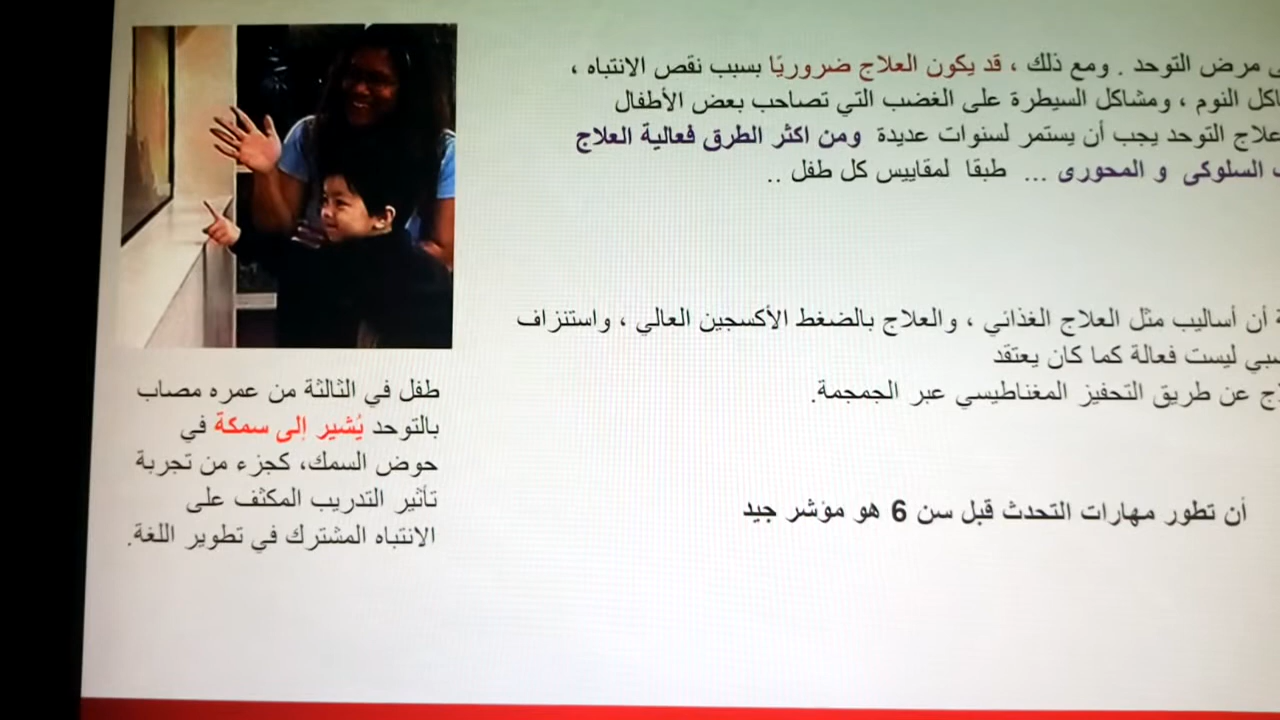 مرض التوحد . ومع ذلك ، قد يكون العلاج ضروريًا بسبب نقص الانتباه ،
النوم ، ومشاكل السيطرة على الغضب التي تصاحب بعض الأطفال
علاج التوحد يجب أن يستمر لسنوات عديدة ومن اكثر الطرق فعالية العلاج
السلوكى و المحورى ... طبقا لمقاييس كل طفل ..
أن أساليب مثل العلاج الغذائي ، والعلاج بالضغط الأكسجين العالي ، واستنزاف
ليست فعالة كما كان يعتقد
عن طريق التحفيز المغناطيسي عبر الجمجمة.
أن تطور مهارات التحدث قبل سن 6 هو مؤشر جيد
طفل في الثالثة من عمره مصاب
بالتوحد يُشير إلى سمكة في
حوض السمك، كجزء من تجربة
تأثير التدريب المكثف على
الانتباه المشترك في تطوير اللغة.